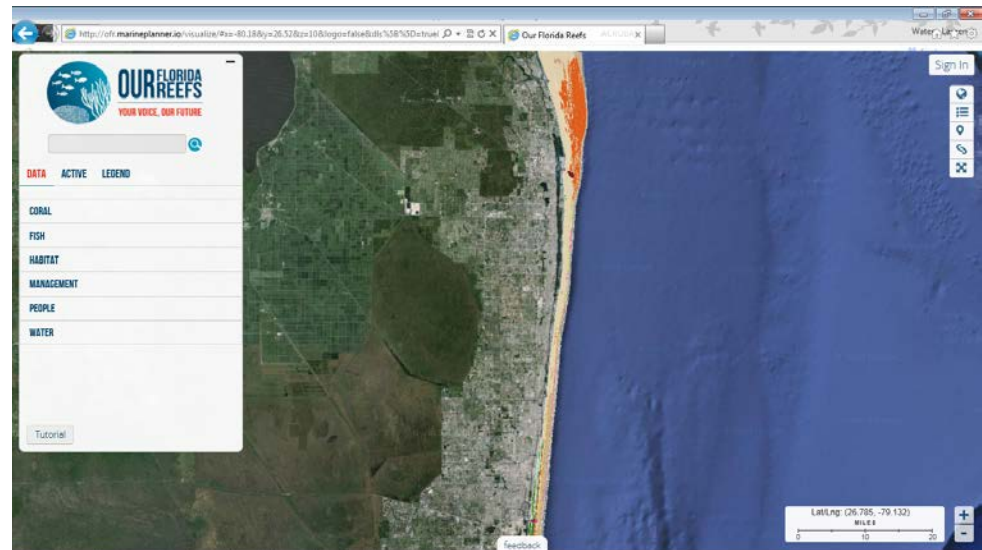 http://ofr.marineplanner.io/visualize/#x=-80.18&y=26.52&z=10&logo=false&dls%5B%5D=true
Our Florida Reefs
Sign In
OUR FLORIDA REEFS
YOUR VOICE, OUR FUTURE
DATA ACTIVE LEGEND
CORAL
FISH
HABITAT
MANAGEMENT
PEOPLE
WATER
Tutorial
Lat/Lng: (26.785, -79.132)
MILES
0 10 20
feedback